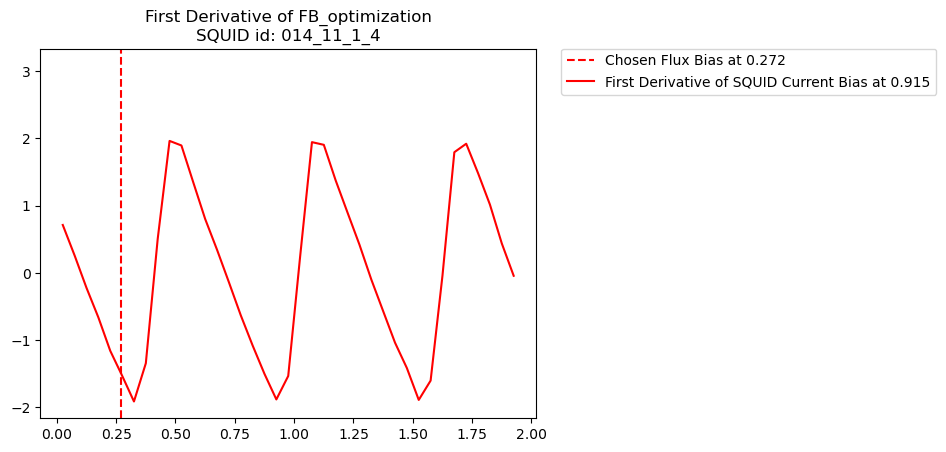 First Derivative of FB_optimization
SQUID id: 014_11_1_4
Chosen Flux Bias at 0.272
First Derivative of SQUID Current Bias at 0.915
3
2
1
0
−1
−2
0.00 0.25 0.50 0.75 1.00 1.25 1.50 1.75 2.00